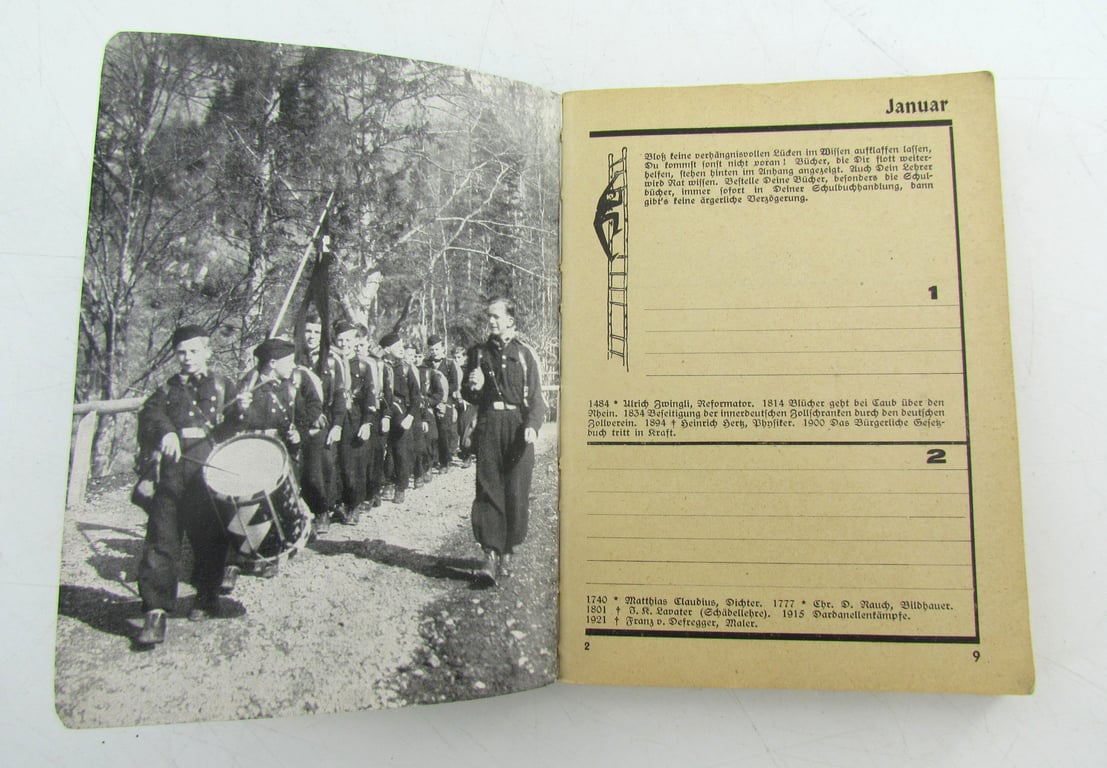 Januar
Bloß keine verhängnisvollen Lücken im Wissen aufklaffen lassen,
Du kommst sonst nicht voran! Bücher, die Dir flott weiter-
helfen, stehen hinten im Anhang angezeigt. Auch Dein Lehrer
wird Rat wissen. Bestelle Deine Bücher, besonders die Schul-
bücher, immer sofort in Deiner Schulbuchhandlung, dann
gibt's keine ärgerliche Verzögerung.
1
1484 * Ulrich Zwingli, Reformator. 1814 Blücher geht bei Caub über den
Rhein. 1834 Beseitigung der innerdeutschen Zollschranken durch den deutschen
Zollverein. 1894 † Heinrich Hertz, Physiker. 1900 Das Bürgerliche Gesetz-
buch tritt in Kraft.
2
1740 * Matthias Claudius, Dichter. 1777 * Chr. D. Rauch, Bildhauer.
1801 † J. K. Lavater (Schädellehre). 1915 Dardanellenkämpfe.
1921 † Franz v. Defregger, Maler.
2
9